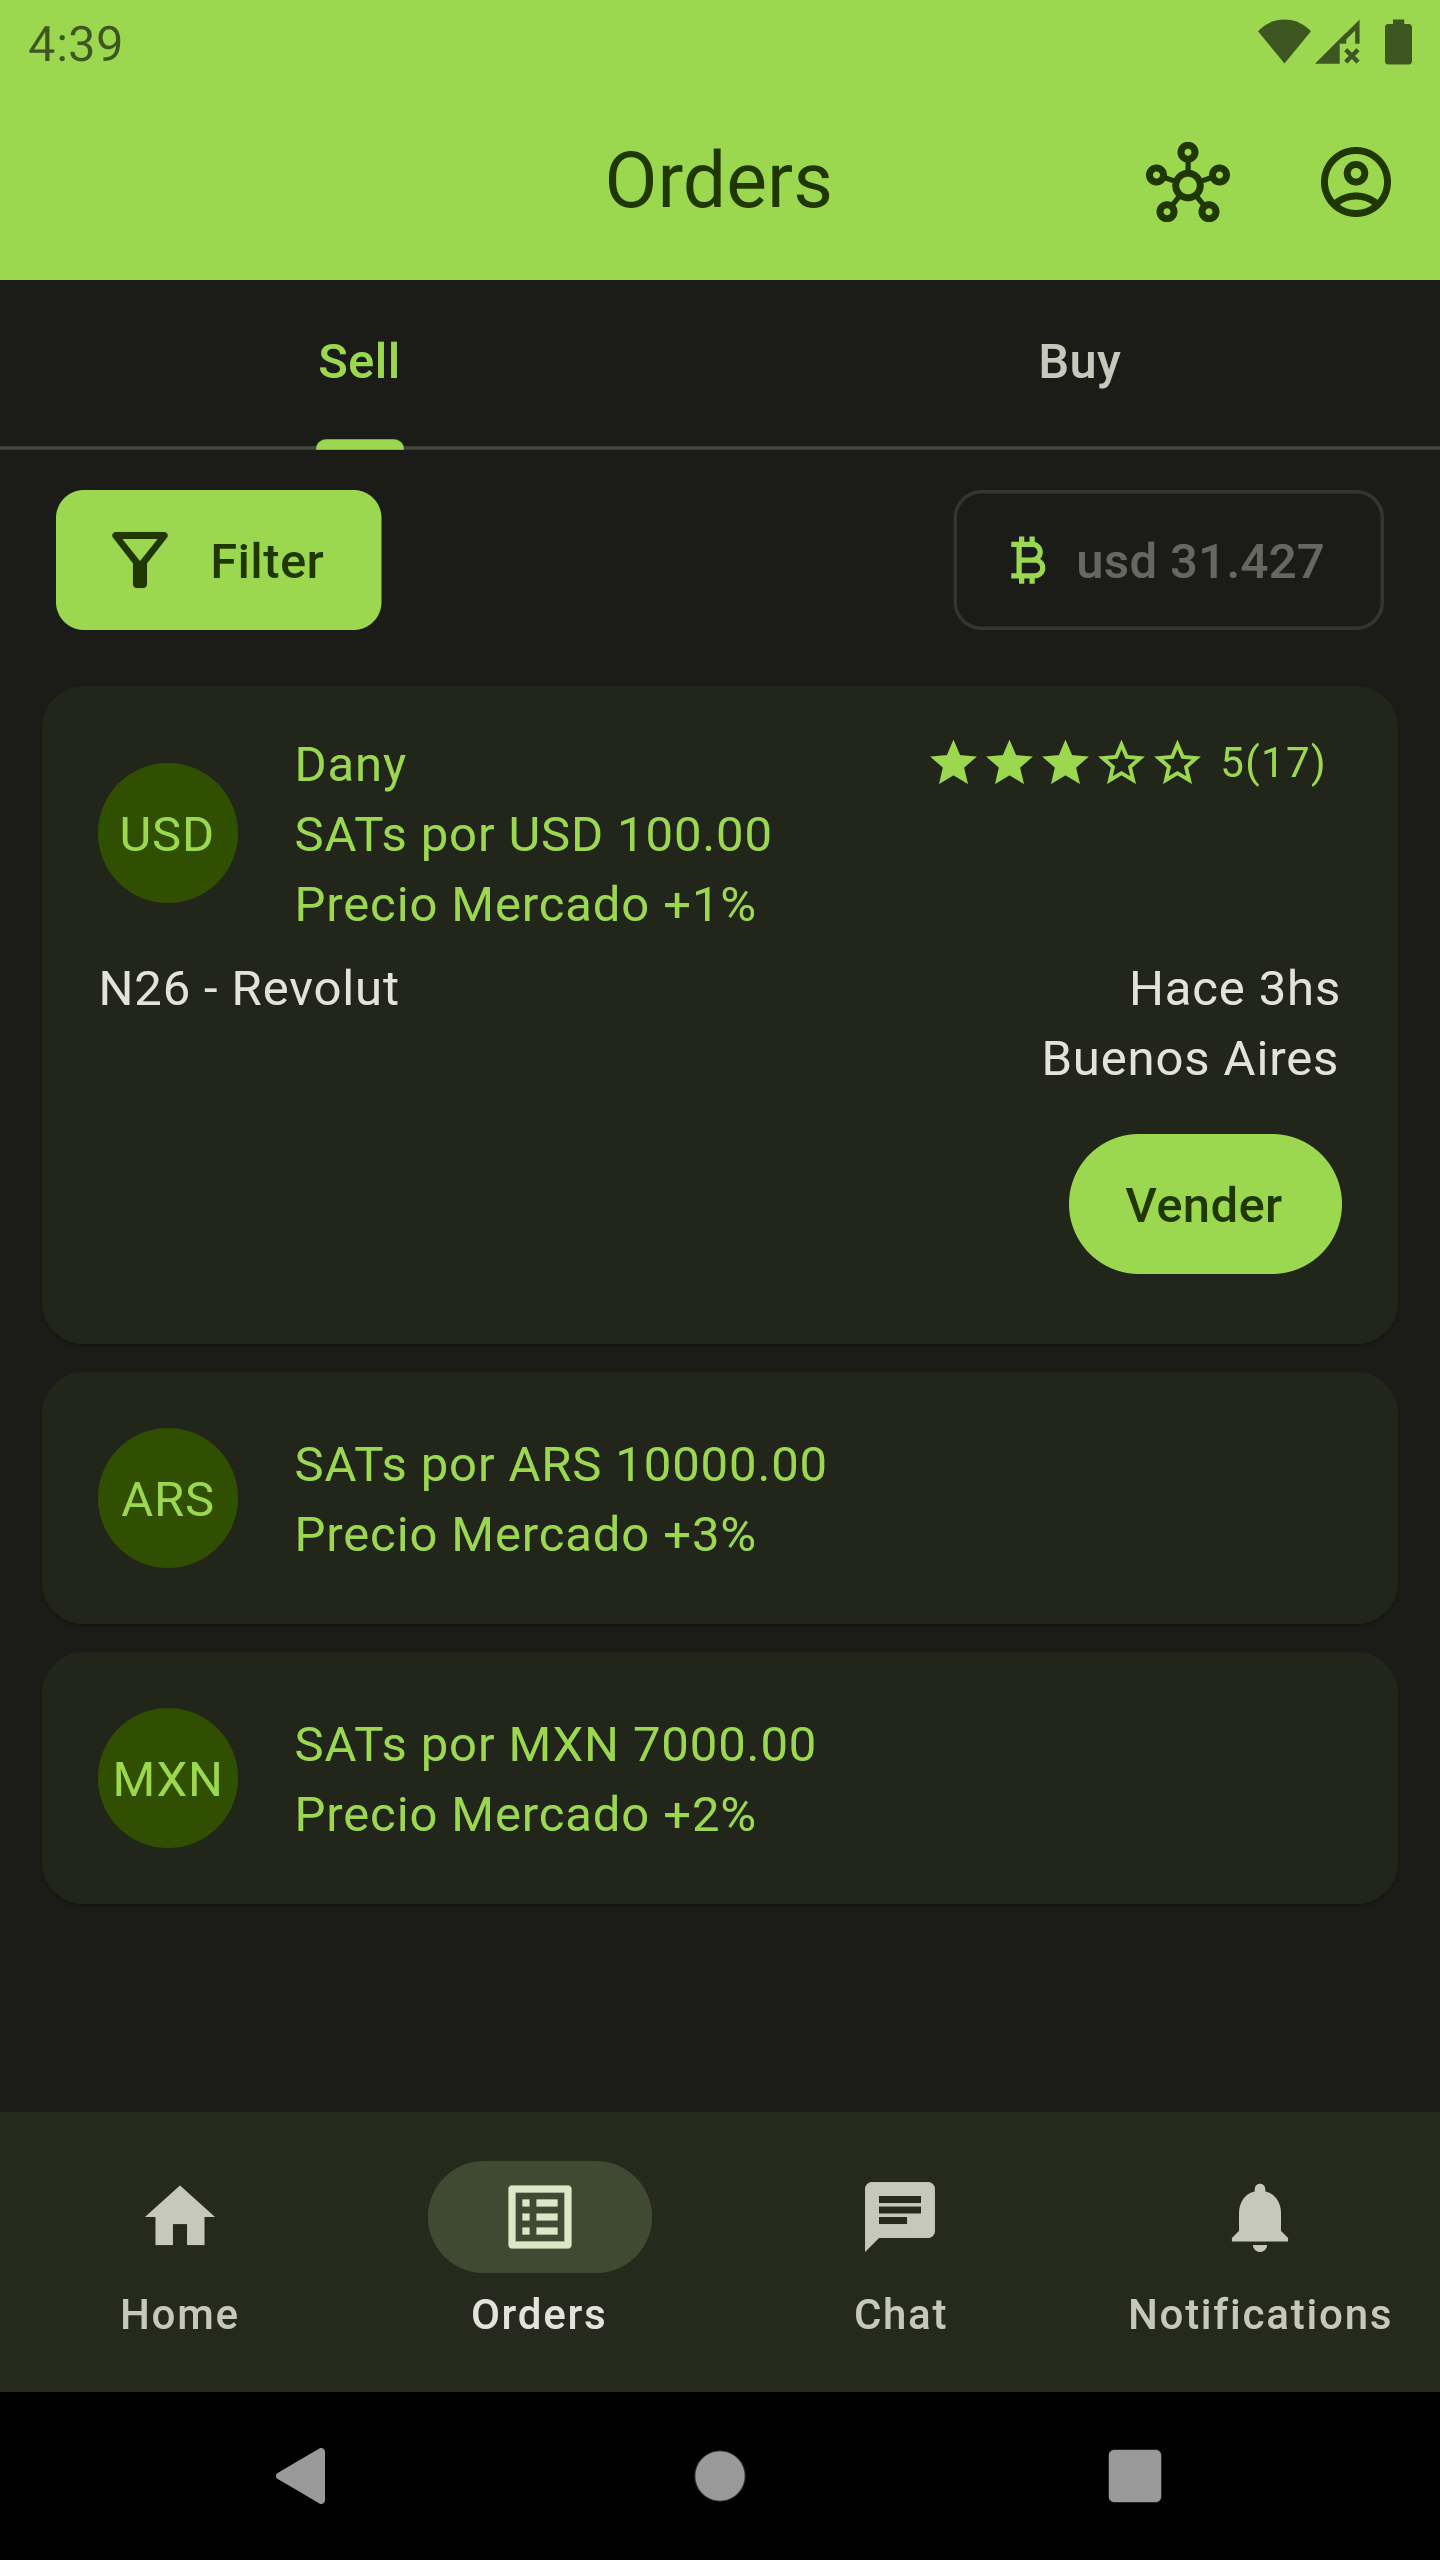 4:39
Orders
Sell
Buy
Filter
usd 31.427
Dany
5(17)
USD
SATs por USD 100.00
Precio Mercado +1%
N26 - Revolut
Hace 3hs
Buenos Aires
Vender
ARS
SATs por ARS 10000.00
Precio Mercado +3%
MXN
SATs por MXN 7000.00
Precio Mercado +2%
Home
Orders
Chat
Notifications